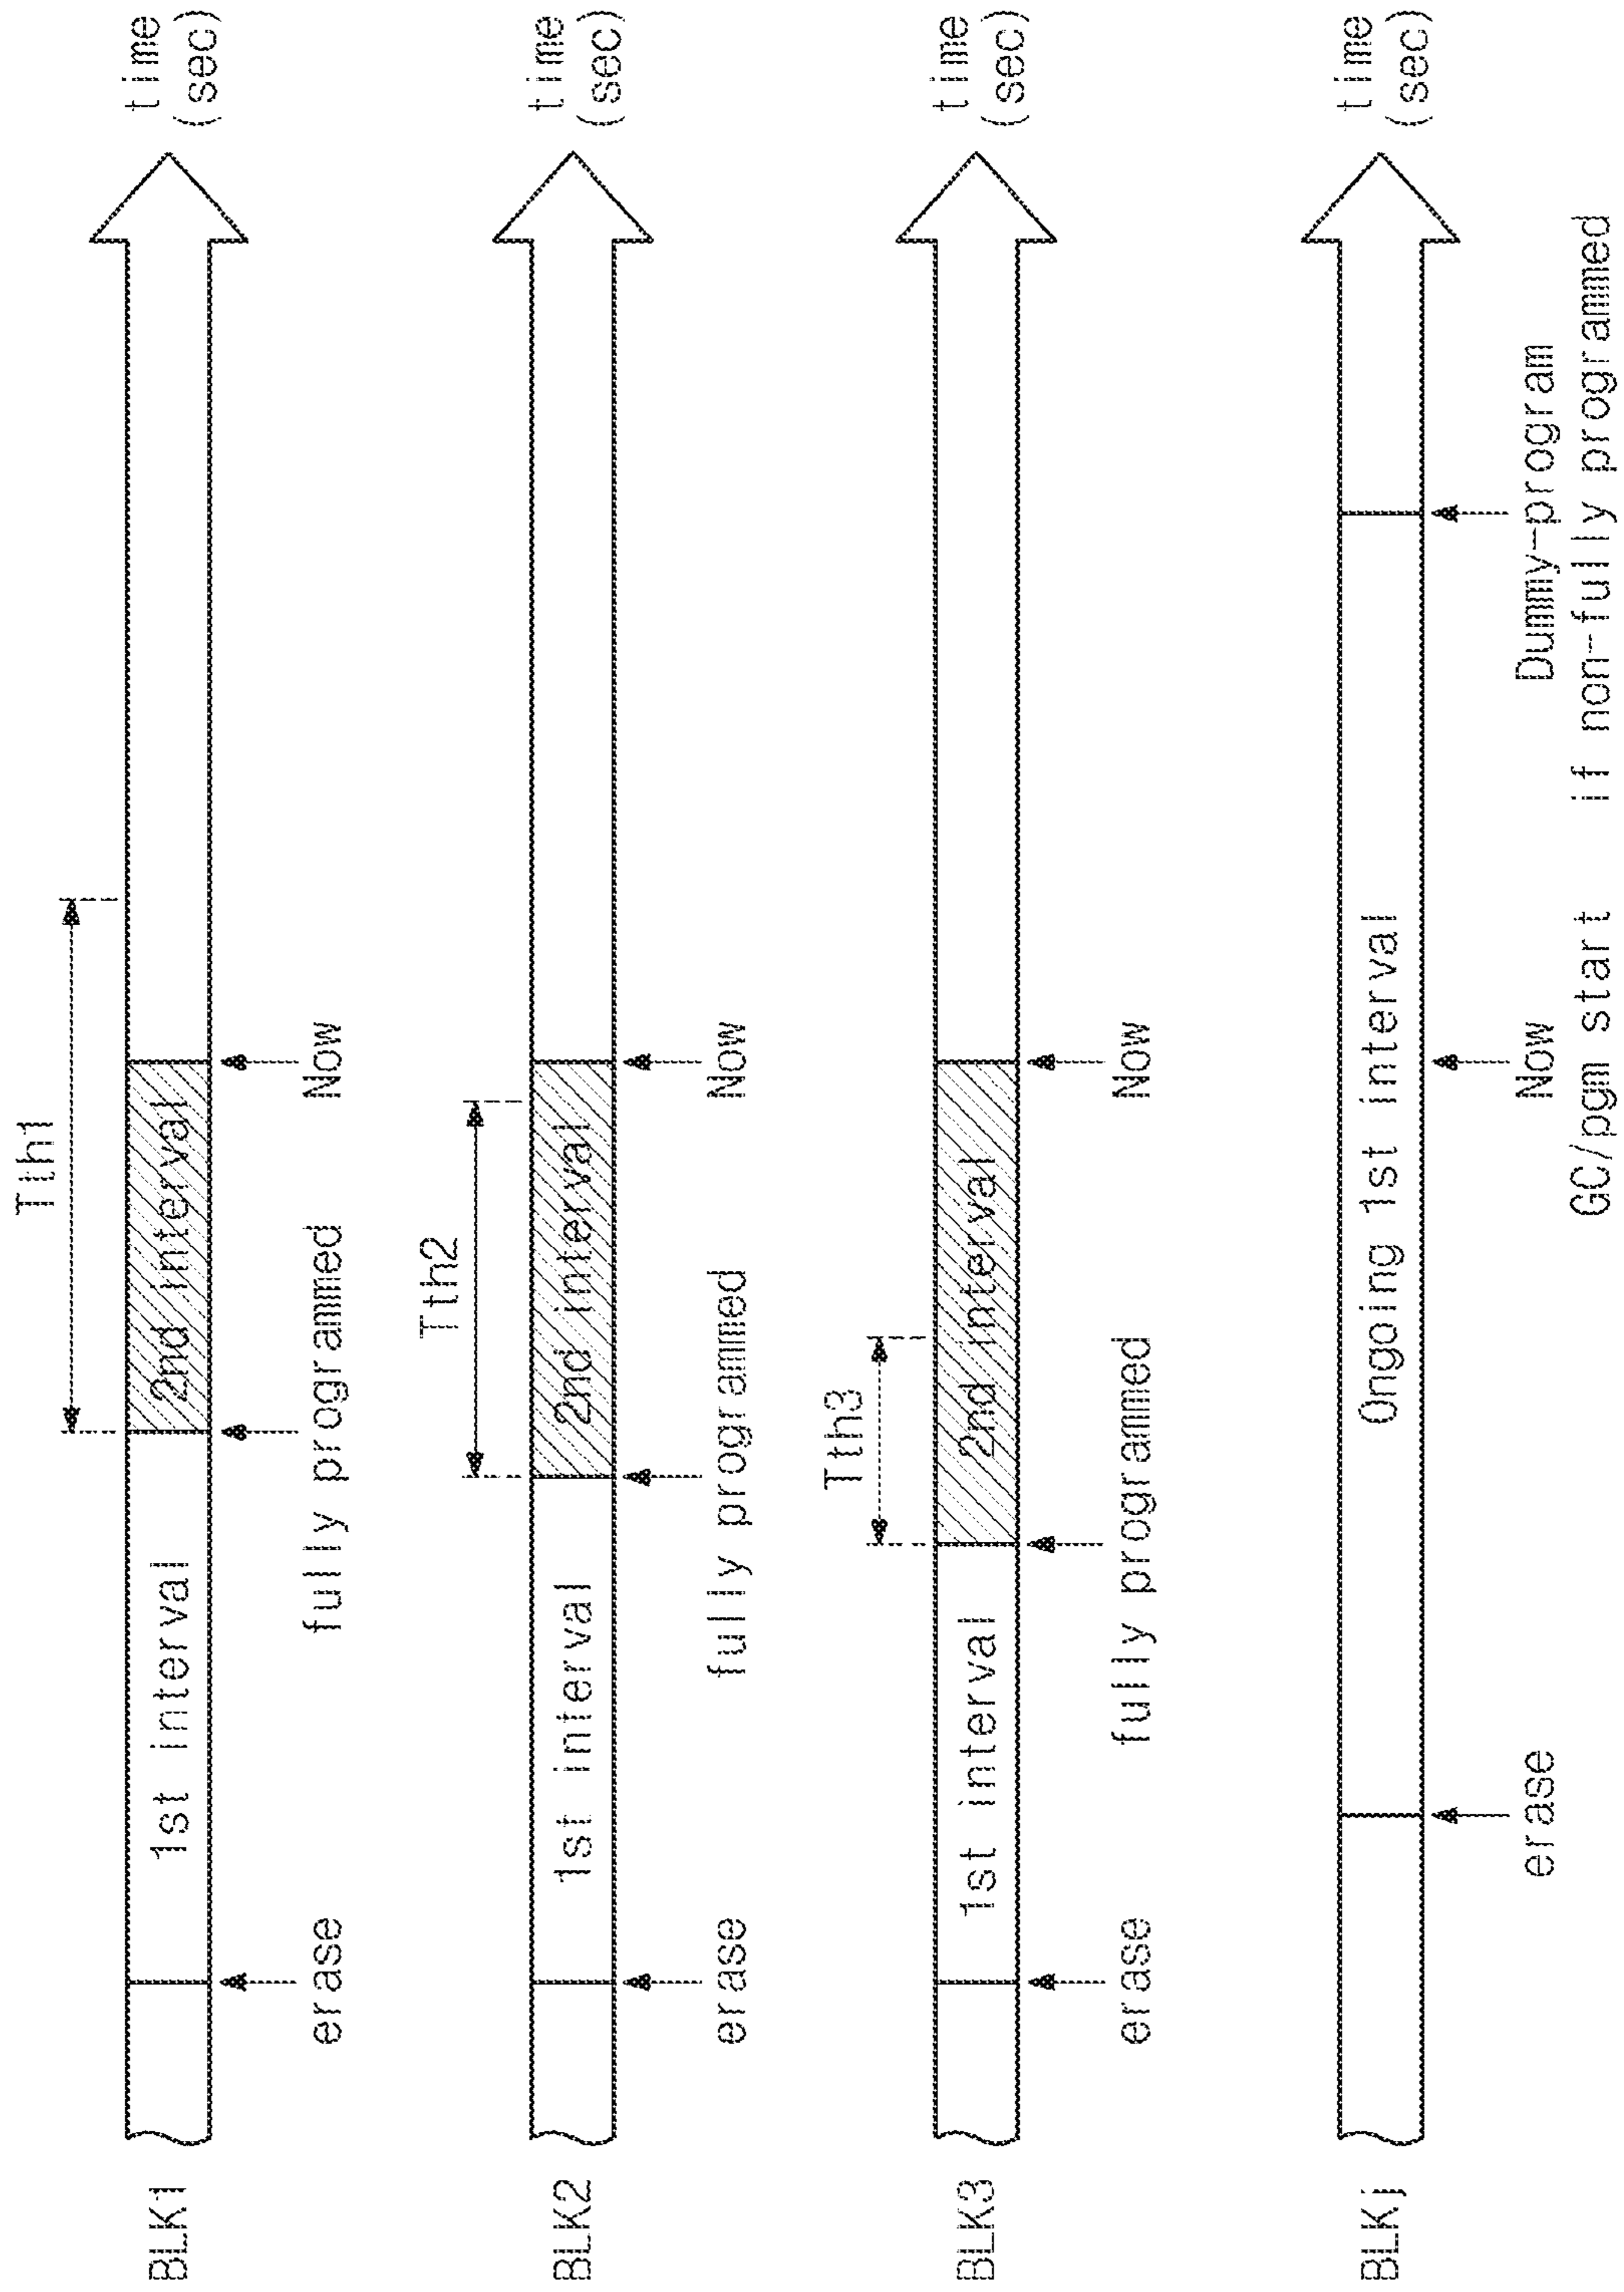 Tth1
BLK1
1st interval
2nd interval
time
(sec)
erase
fully programmed
Now
Tth2
BLK2
1st interval
2nd interval
time
(sec)
erase
fully programmed
Now
Tth3
BLK3
1st interval
2nd interval
time
(sec)
erase
fully programmed
Now
BLKj
Ongoing 1st interval
time
(sec)
erase
Now
GC/pgm start
Dummy-program
if non-fully programmed